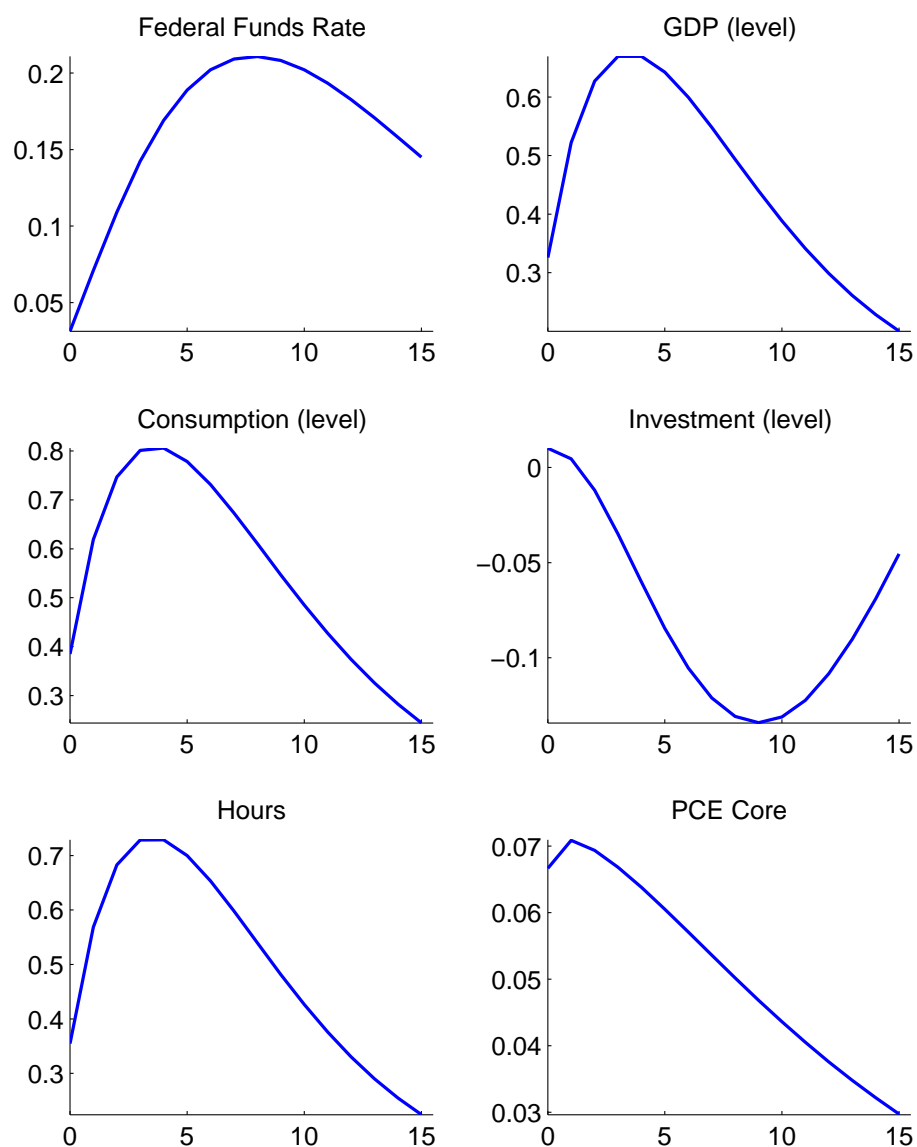 Federal Funds Rate
0.2
0.15
0.1
0.05
0 5 10 15
GDP (level)
0.6
0.5
0.4
0.3
0 5 10 15
Consumption (level)
0.8
0.7
0.6
0.5
0.4
0.3
0 5 10 15
Investment (level)
0
−0.05
−0.1
0 5 10 15
Hours
0.7
0.6
0.5
0.4
0.3
0 5 10 15
PCE Core
0.07
0.06
0.05
0.04
0.03
0 5 10 15